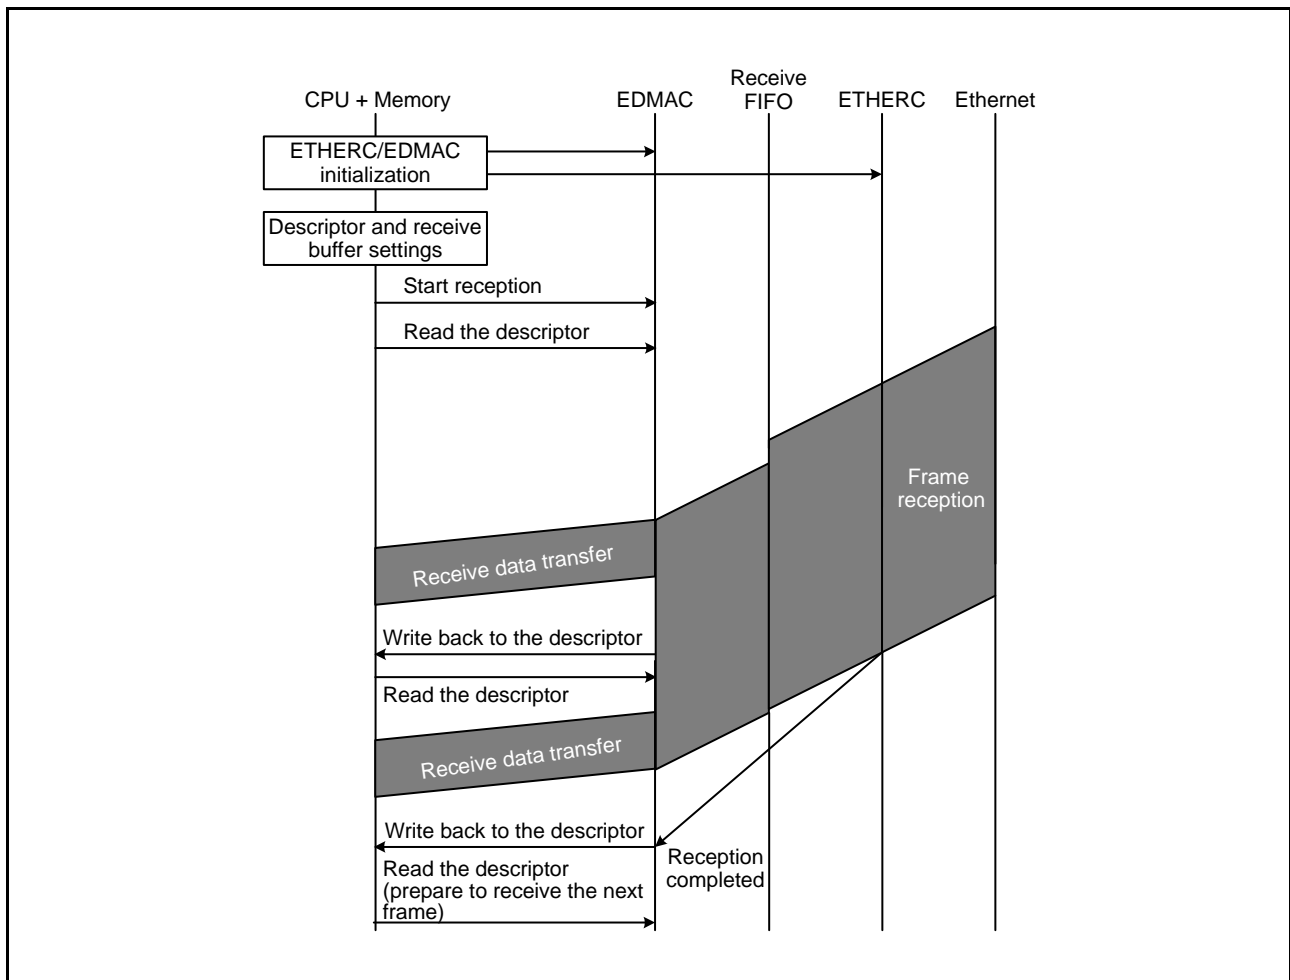 Receive
CPU + Memory EDMAC FIFO ETHERC Ethernet
ETHERC/EDMAC
initialization
Descriptor and receive
buffer settings
Start reception
Read the descriptor
Frame
reception
Receive data transfer
Write back to the descriptor
Read the descriptor
Receive data transfer
Write back to the descriptor
Reception
completed
Read the descriptor
(prepare to receive the next
frame)